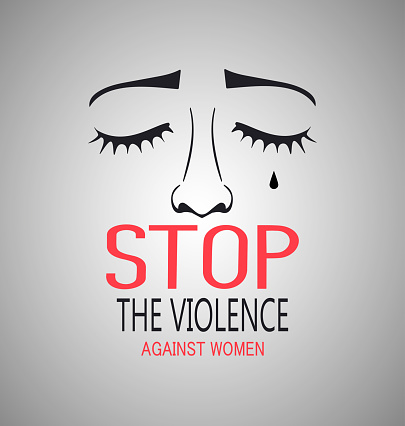 STOP
THE VIOLENCE
AGAINST WOMEN